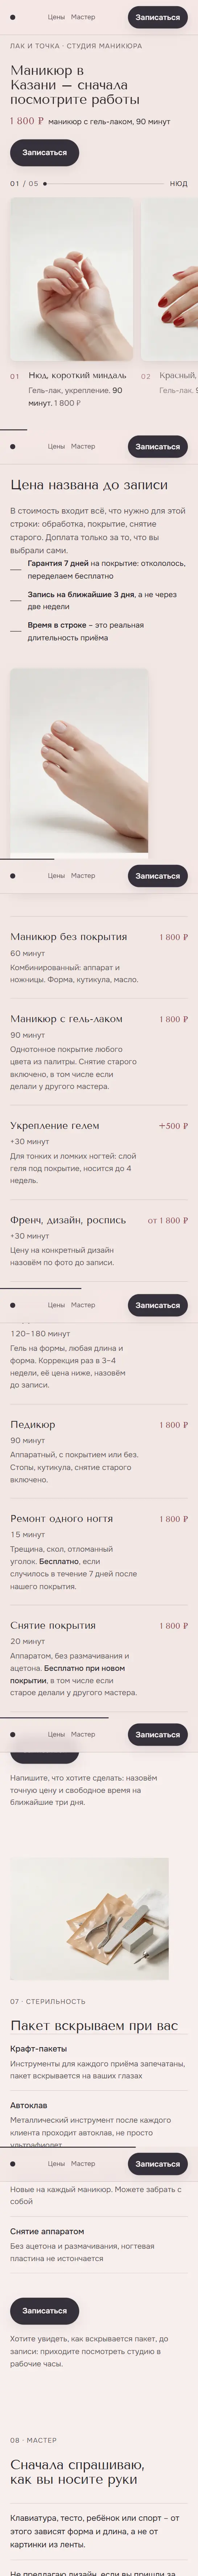 Цены Мастер Записаться
ЛАК И ТОЧКА · СТУДИЯ МАНИКЮРА
Маникюр в
Казани — сначала
посмотрите работы
1 800 ₽ маникюр с гель-лаком, 90 минут
Записаться
01 / 05 НЮД
01 Нюд, короткий миндаль
Гель-лак, укрепление. 90
минут. 1 800 ₽
02 Красный,
Гель-лак.
Цены Мастер Записаться
Цена названа до записи
В стоимость входит всё, что нужно для этой
строки: обработка, покрытие, снятие
старого. Доплата только за то, что вы
выбрали сами.
Гарантия 7 дней на покрытие: откололось,
переделаем бесплатно
Запись на ближайшие 3 дня, а не через
две недели
Время в строке – это реальная
длительность приёма
Цены Мастер Записаться
Маникюр без покрытия 1 800 ₽
60 минут
Комбинированный: аппарат и
ножницы. Форма, кутикула, масло.
Маникюр с гель-лаком 1 800 ₽
90 минут
Однотонное покрытие любого
цвета из палитры. Снятие старого
включено, в том числе если
делали у другого мастера.
Укрепление гелем +500 ₽
+30 минут
Для тонких и ломких ногтей: слой
геля под покрытие, носится до 4
недель.
Френч, дизайн, роспись от 1 800 ₽
+30 минут
Цену на конкретный дизайн
назовём по фото до записи.
Цены Мастер Записаться
120–180 минут
Гель на формы, любая длина и
форма. Коррекция раз в 3–4
недели, её цена ниже, назовём
до записи.
Педикюр 1 800 ₽
90 минут
Аппаратный, с покрытием или без.
Стопы, кутикула, снятие старого
включено.
Ремонт одного ногтя 1 800 ₽
15 минут
Трещина, скол, отломанный
уголок. Бесплатно, если
случилось в течение 7 дней после
нашего покрытия.
Снятие покрытия 1 800 ₽
20 минут
Аппаратом, без размачивания и
ацетона. Бесплатно при новом
покрытии, в том числе если
старое делали у другого мастера.
Цены Мастер Записаться
Напишите, что хотите сделать: назовём
точную цену и свободное время на
ближайшие три дня.
07 · СТЕРИЛЬНОСТЬ
Пакет вскрываем при вас
Крафт-пакеты
Инструменты для каждого приёма запечатаны,
пакет вскрывается на ваших глазах
Автоклав
Металлический инструмент после каждого
клиента проходит автоклав, не просто
ультрафиолет
Цены Мастер Записаться
Новые на каждый маникюр. Можете забрать с
собой
Снятие аппаратом
Без ацетона и размачивания, ногтевая
пластина не истончается
Записаться
Хотите увидеть, как вскрывается пакет, до
записи: приходите посмотреть студию в
рабочие часы.
08 · МАСТЕР
Сначала спрашиваю,
как вы носите руки
Клавиатура, тесто, ребёнок или спорт – от
этого зависят форма и длина, а не от
картинки из ленты.
Не предлагаю дизайн, если вы пришли за